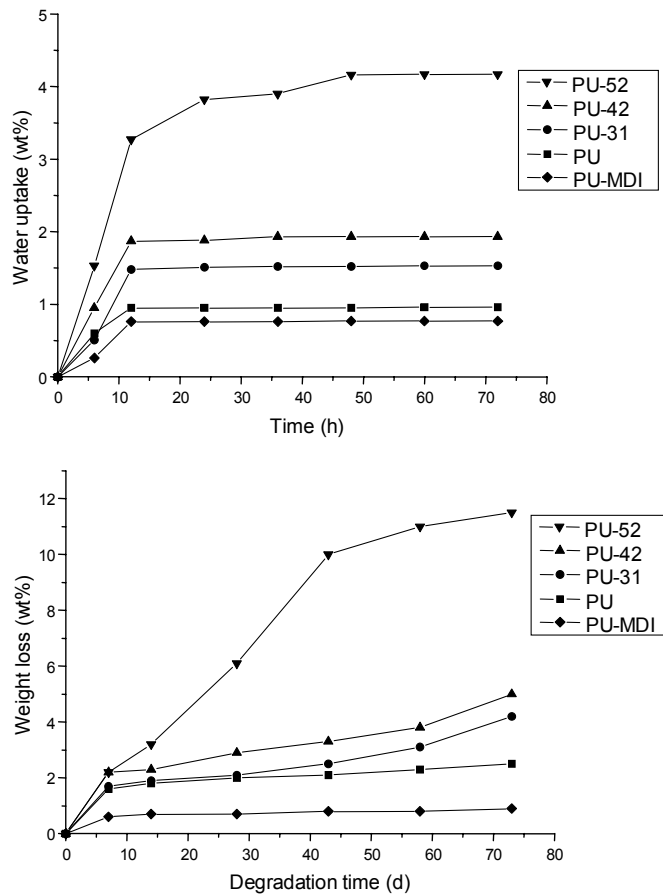 5
4
3
2
1
0
Water uptake (wt%)
0 10 20 30 40 50 60 70 80
Time (h)
PU-52
PU-42
PU-31
PU
PU-MDI
12
10
8
6
4
2
0
Weight loss (wt%)
0 10 20 30 40 50 60 70 80
Degradation time (d)
PU-52
PU-42
PU-31
PU
PU-MDI